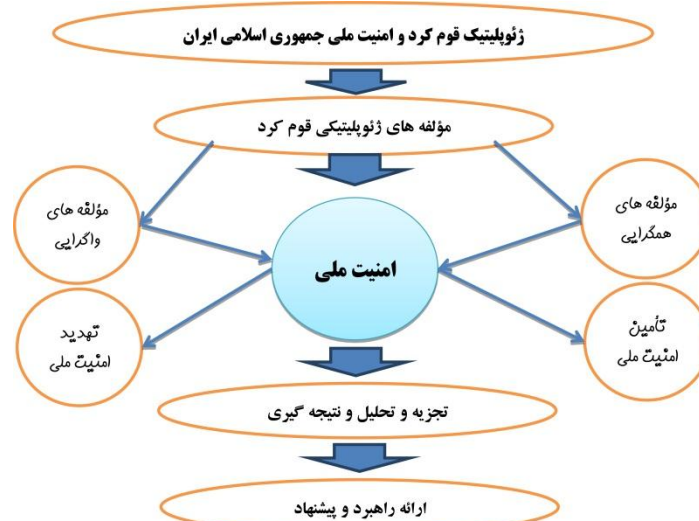 ژئوپلیتیک قوم کرد و امنیت ملی جمهوری اسلامی ایران
مؤلفه های ژئوپلیتیکی قوم کرد
مؤلفه های
همگرایی
مؤلفه های
واگرایی
امنیت ملی
تأمین
امنیت ملی
تهدید
امنیت ملی
تجزیه و تحلیل و نتیجه گیری
ارائه راهبرد و پیشنهاد